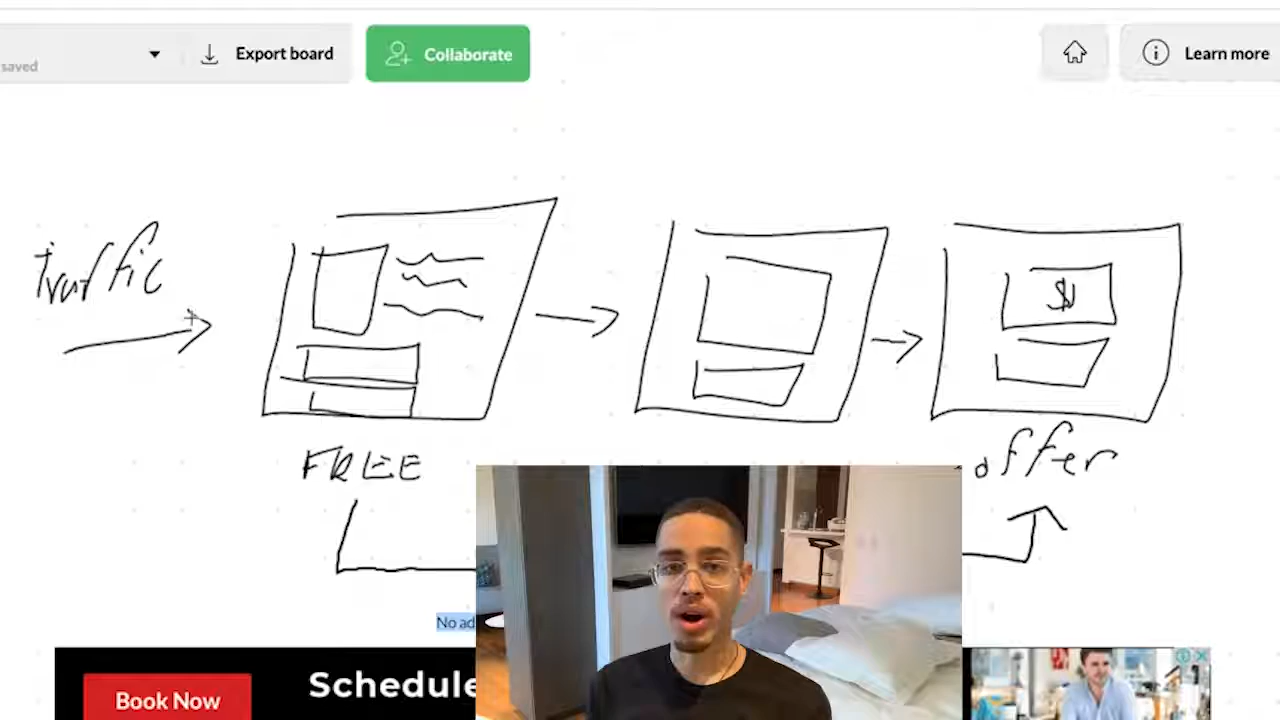 Export board
Collaborate
Learn more
saved
traffic
$
FREE
offer
No ad
Schedule
Book Now